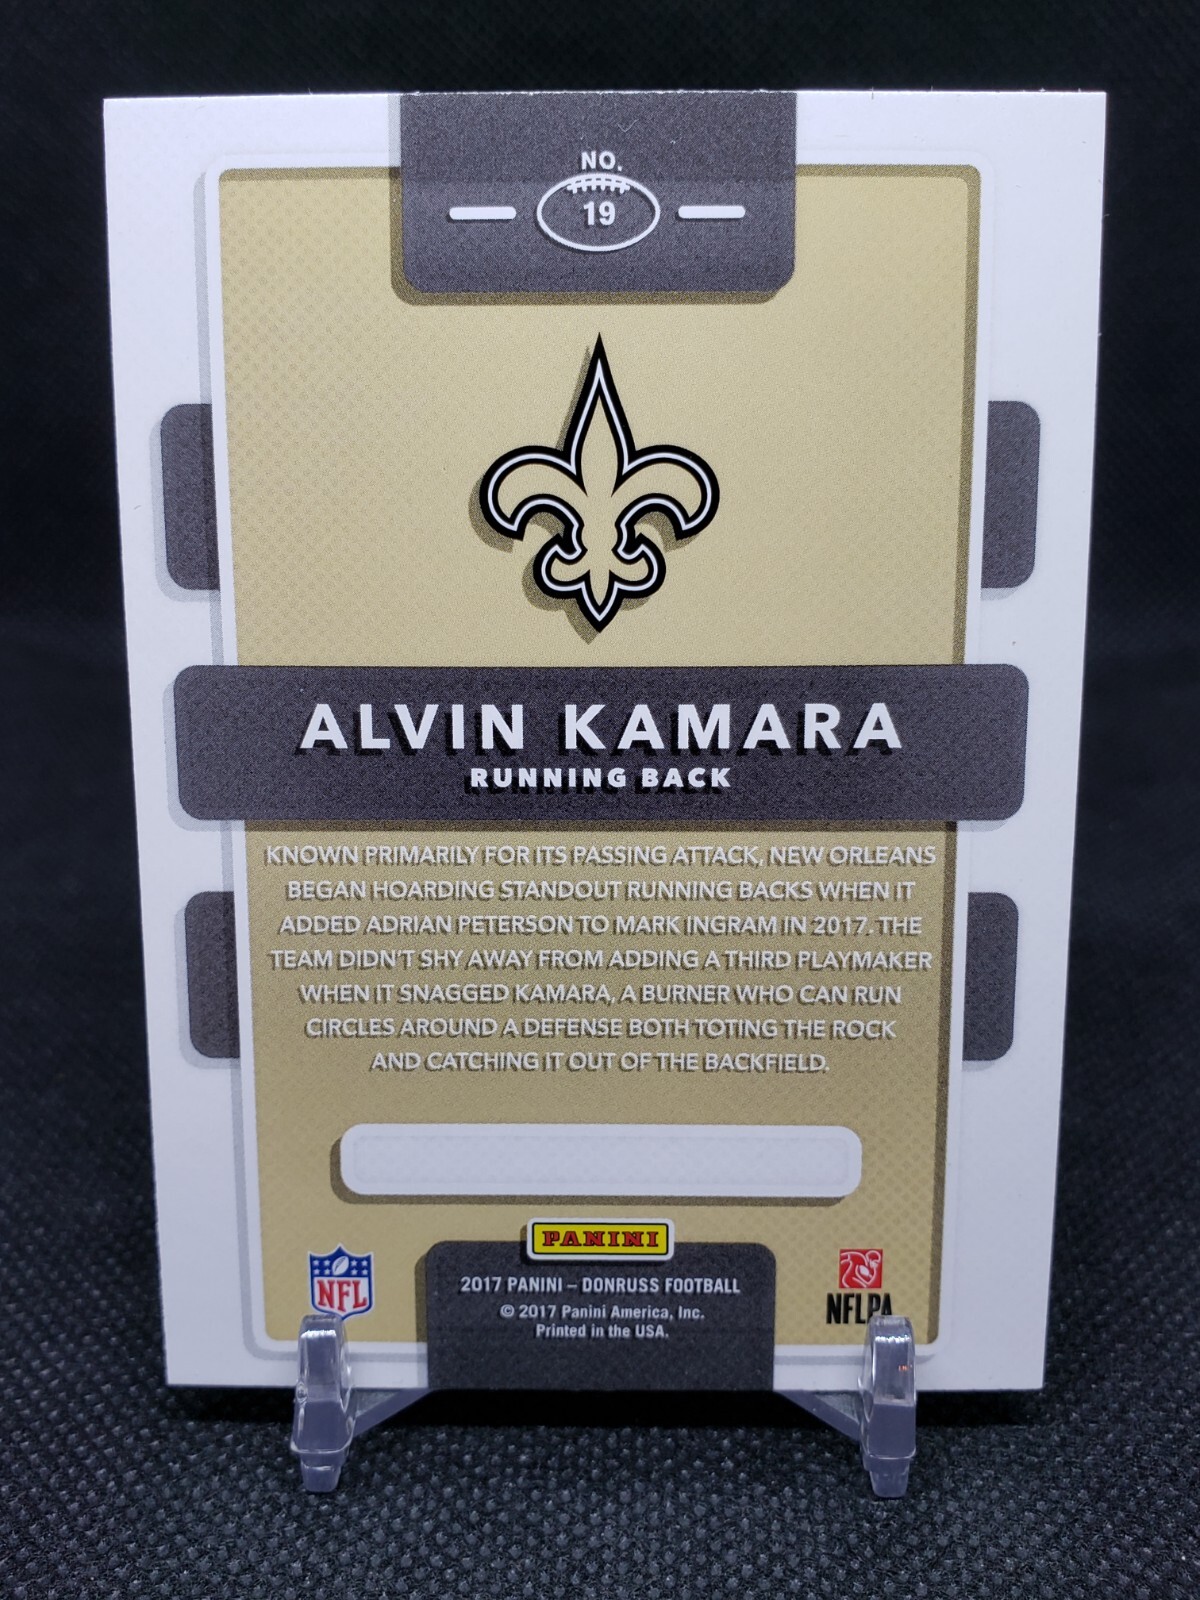 NO.
19
ALVIN KAMARA
RUNNING BACK
KNOWN PRIMARILY FOR ITS PASSING ATTACK, NEW ORLEANS
BEGAN HOARDING STANDOUT RUNNING BACKS WHEN IT
ADDED ADRIAN PETERSON TO MARK INGRAM IN 2017. THE
TEAM DIDN'T SHY AWAY FROM ADDING A THIRD PLAYMAKER
WHEN IT SNAGGED KAMARA, A BURNER WHO CAN RUN
CIRCLES AROUND A DEFENSE BOTH TOTING THE ROCK
AND CATCHING IT OUT OF THE BACKFIELD.
PANINI
NFL
2017 PANINI – DONRUSS FOOTBALL
© 2017 Panini America, Inc.
Printed in the USA.
NFLPA